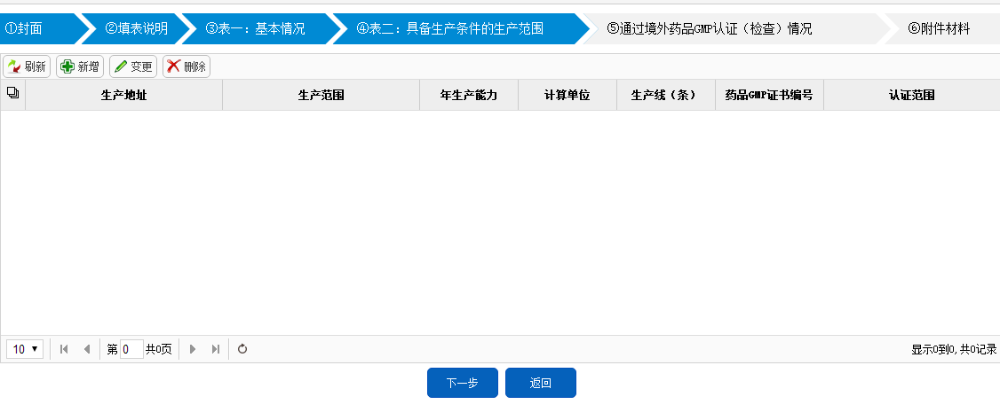 ①封面 ②填表说明 ③表一：基本情况 ④表二：具备生产条件的生产范围 ⑤通过境外药品GMP认证（检查）情况 ⑥附件材料
刷新 新增 变更 删除
生产地址 生产范围 年生产能力 计算单位 生产线（条） 药品GMP证书编号 认证范围
10 第 0 共0页 显示0到0,共0记录
下一步 返回